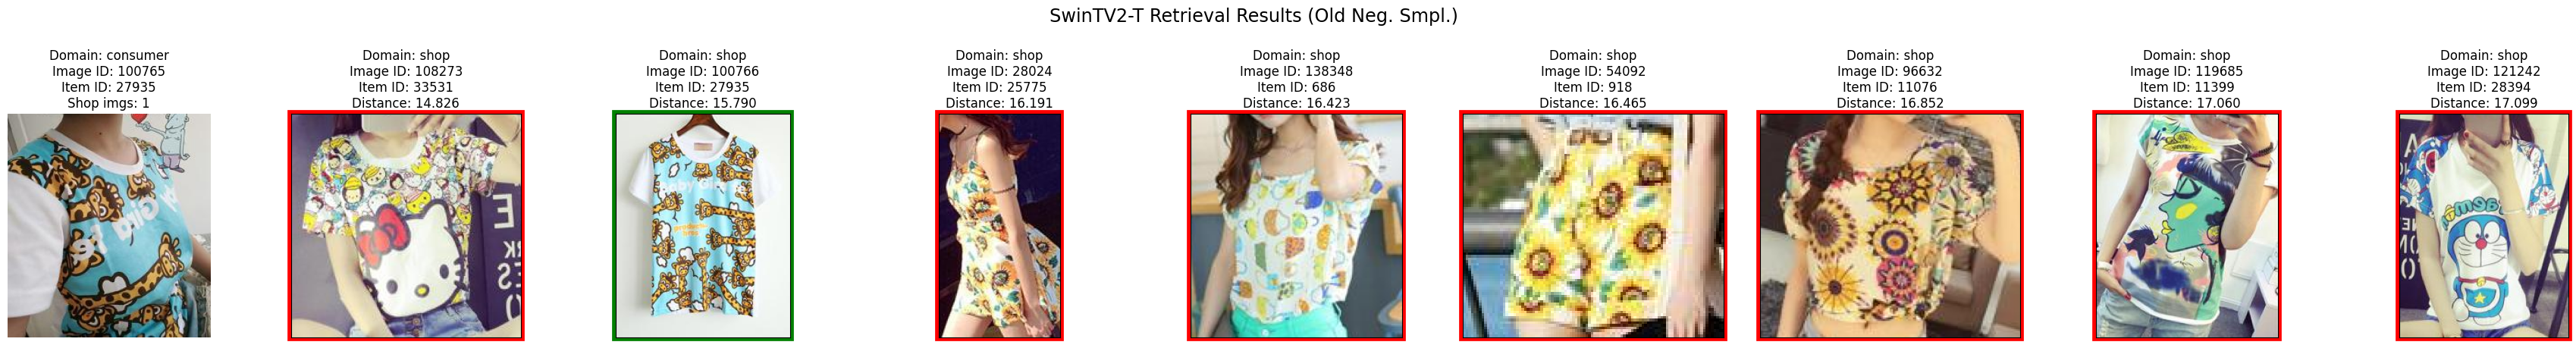 SwinTV2-T Retrieval Results (Old Neg. Smpl.)
Domain: consumer
Image ID: 100765
Item ID: 27935
Shop imgs: 1
Domain: shop
Image ID: 108273
Item ID: 33531
Distance: 14.826
Domain: shop
Image ID: 100766
Item ID: 27935
Distance: 15.790
Domain: shop
Image ID: 28024
Item ID: 25775
Distance: 16.191
Domain: shop
Image ID: 138348
Item ID: 686
Distance: 16.423
Domain: shop
Image ID: 54092
Item ID: 918
Distance: 16.465
Domain: shop
Image ID: 96632
Item ID: 11076
Distance: 16.852
Domain: shop
Image ID: 119685
Item ID: 11399
Distance: 17.060
Domain: shop
Image ID: 121242
Item ID: 28394
Distance: 17.099